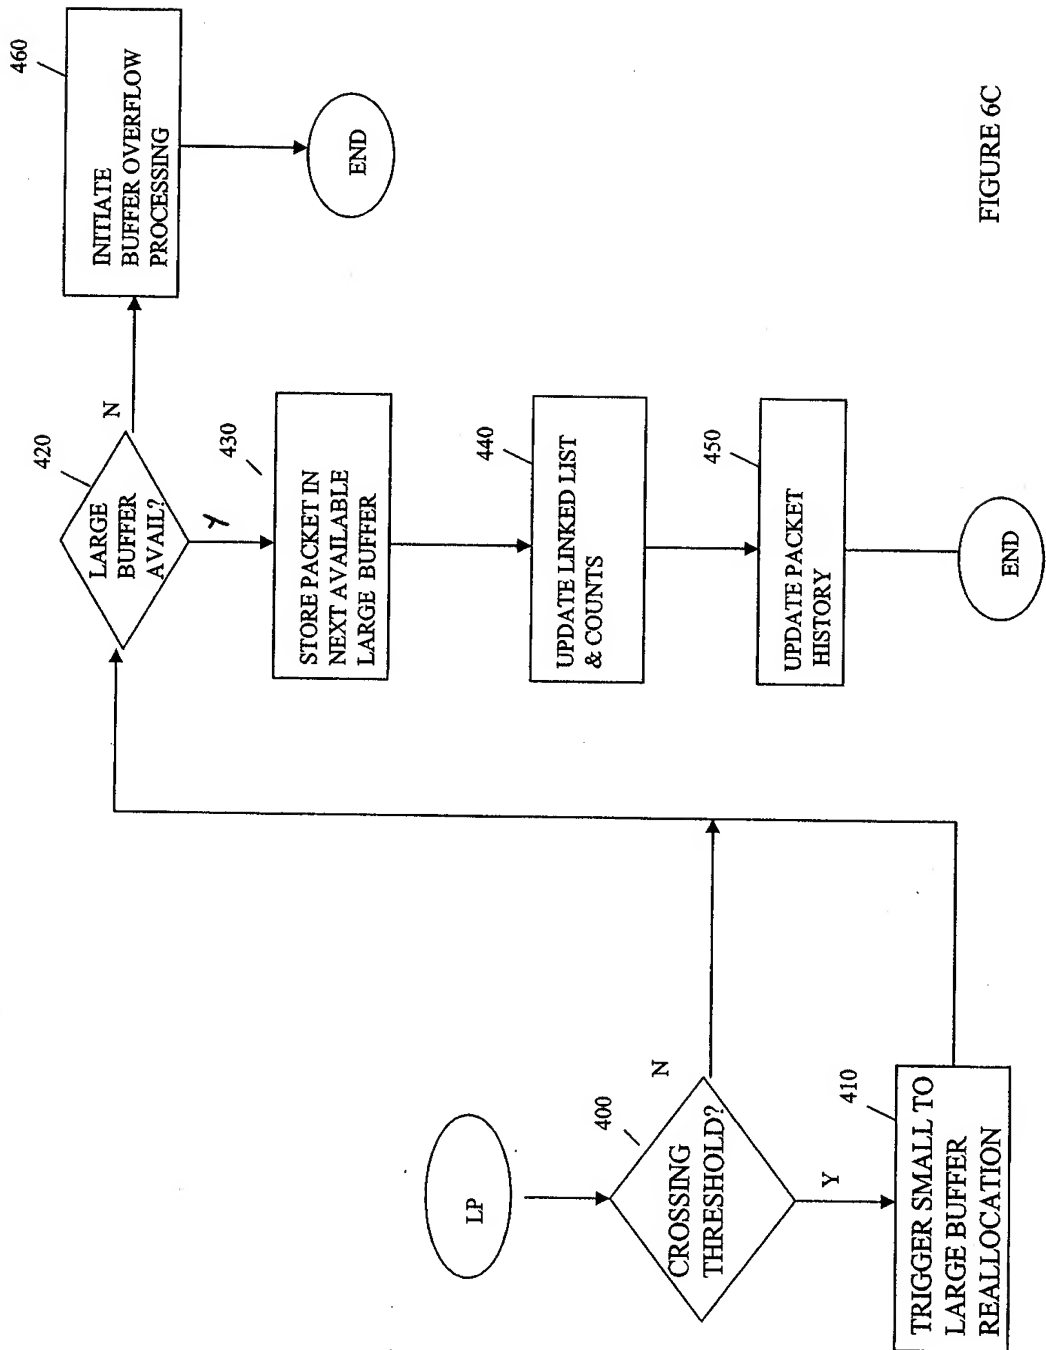 LP
400
CROSSING
THRESHOLD?
N
Y
410
TRIGGER SMALL TO
LARGE BUFFER
REALLOCATION
420
LARGE
BUFFER
AVAIL?
N
Y
430
STORE PACKET IN
NEXT AVAILABLE
LARGE BUFFER
440
UPDATE LINKED LIST
& COUNTS
450
UPDATE PACKET
HISTORY
END
460
INITIATE
BUFFER OVERFLOW
PROCESSING
END
FIGURE 6C